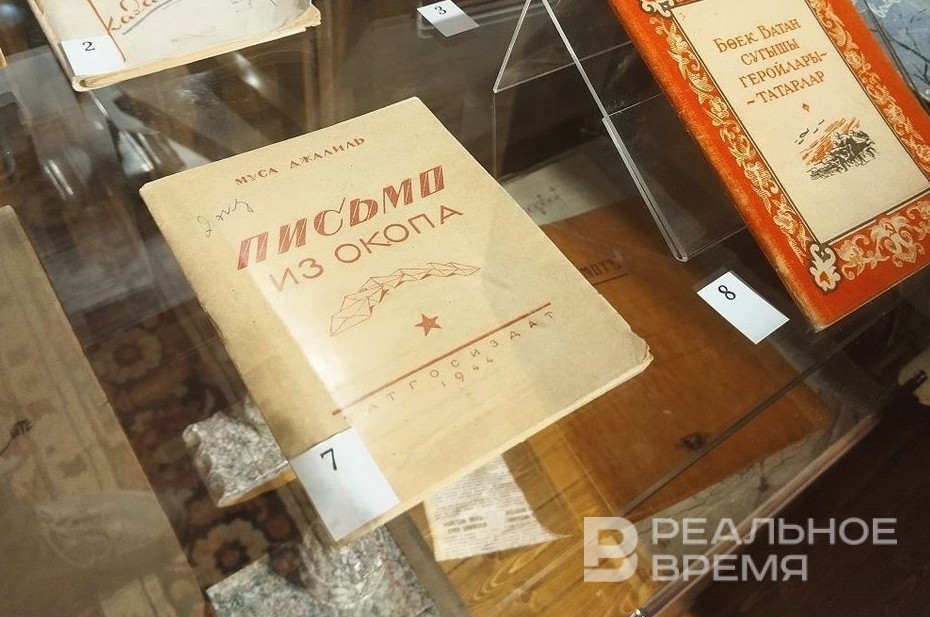 2
3
МУСА ДЖАЛИЛЬ
ПИСЬМО
ИЗ ОКОПА
ТАТГОСИЗДАТ
1944
7
БӨЕК ВАТАН
СУГЫШЫ
ГЕРОЙЛАРЫ–
–ТАТАРЛАР
8
РЕАЛЬНОЕ
ВРЕМЯ